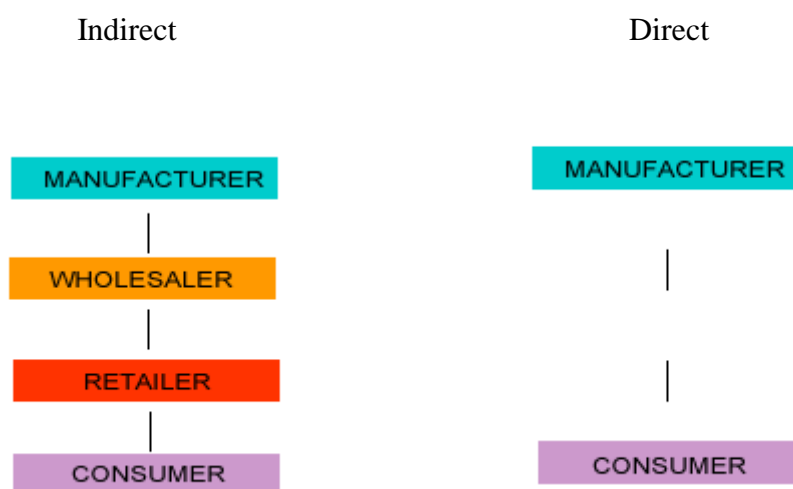 Indirect
Direct
MANUFACTURER
MANUFACTURER
WHOLESALER
RETAILER
CONSUMER
CONSUMER